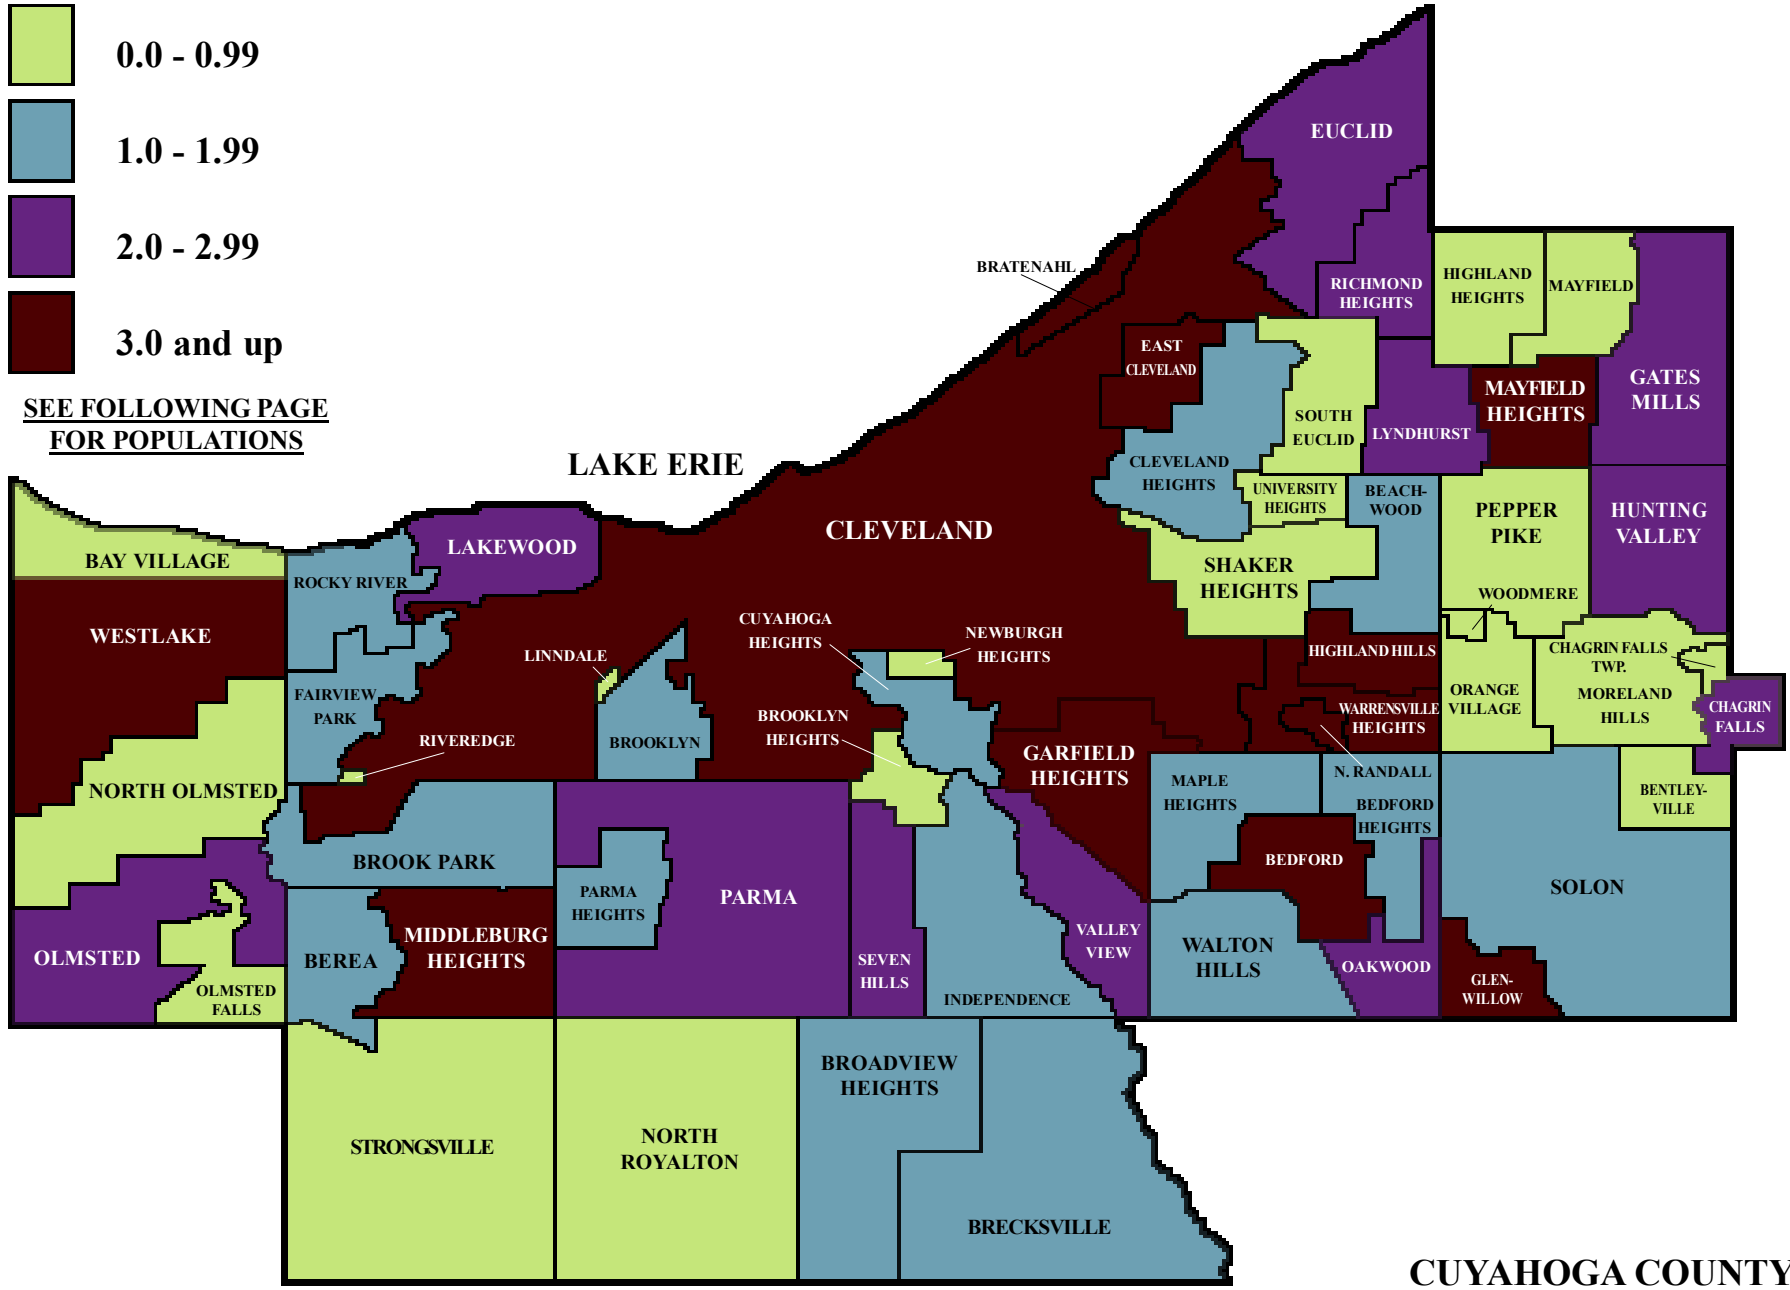 0.0 - 0.99
1.0 - 1.99
2.0 - 2.99
3.0 and up
SEE FOLLOWING PAGE
FOR POPULATIONS
LAKE ERIE
EUCLID
BRATENAHL
RICHMOND
HEIGHTS
HIGHLAND
HEIGHTS
MAYFIELD
EAST
CLEVELAND
SOUTH
EUCLID
LYNDHURST
MAYFIELD
HEIGHTS
GATES
MILLS
CLEVELAND
HEIGHTS
UNIVERSITY
HEIGHTS
BEACH-
WOOD
PEPPER
PIKE
HUNTING
VALLEY
CLEVELAND
LAKEWOOD
BAY VILLAGE
ROCKY RIVER
SHAKER
HEIGHTS
WOODMERE
WESTLAKE
CUYAHOGA
HEIGHTS
NEWBURGH
HEIGHTS
LINNDALE
HIGHLAND HILLS
CHAGRIN FALLS
TWP.
MORELAND
HILLS
ORANGE
VILLAGE
FAIRVIEW
PARK
BROOKLYN
HEIGHTS
WARRENSVILLE
HEIGHTS
CHAGRIN
FALLS
RIVEREDGE
BROOKLYN
GARFIELD
HEIGHTS
N. RANDALL
MAPLE
HEIGHTS
BEDFORD
HEIGHTS
BENTLEY-
VILLE
NORTH OLMSTED
BROOK PARK
BEDFORD
SOLON
PARMA
HEIGHTS
PARMA
OLMSTED
BEREA
MIDDLEBURG
HEIGHTS
SEVEN
HILLS
VALLEY
VIEW
WALTON
HILLS
OAKWOOD
GLEN-
WILLOW
OLMSTED
FALLS
INDEPENDENCE
BROADVIEW
HEIGHTS
STRONGSVILLE
NORTH
ROYALTON
BRECKSVILLE
CUYAHOGA COUNTY